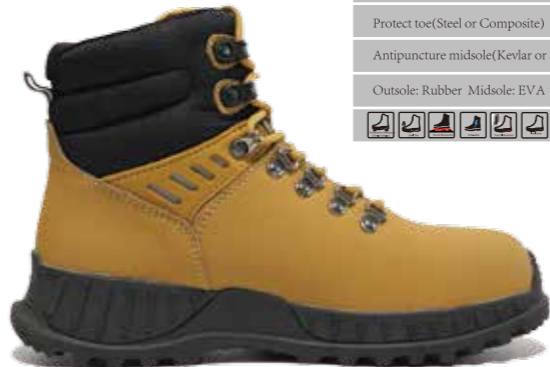 Protect toe(Steel or Composite)
Antipuncture midsole(Kevlar or
Outsole: Rubber Midsole: EVA